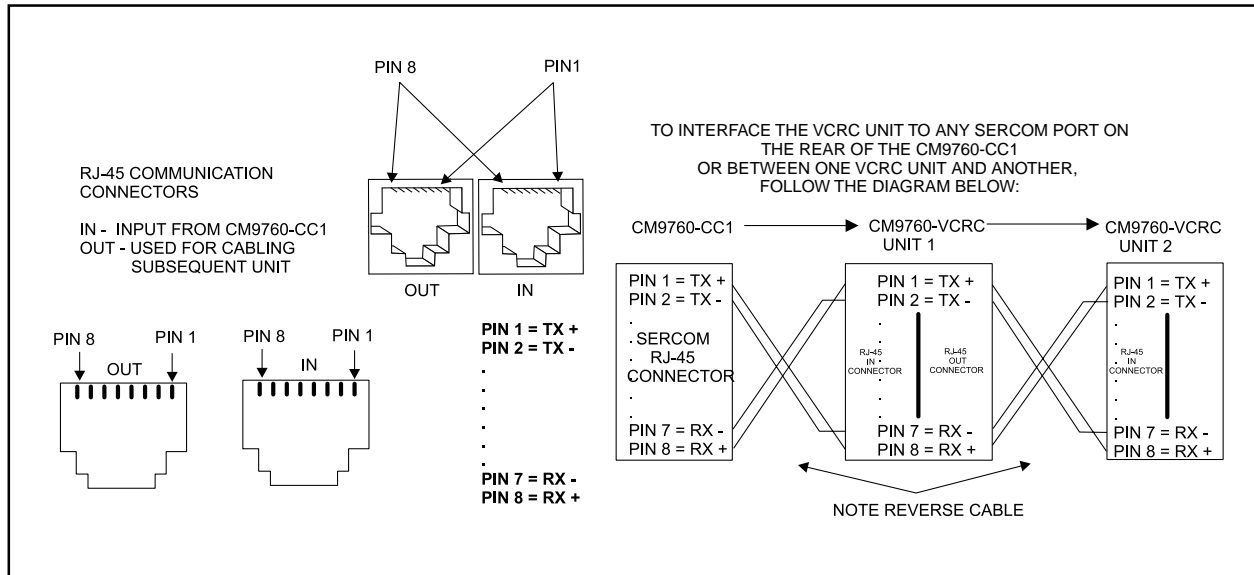 PIN 8
PIN1
RJ-45 COMMUNICATION
CONNECTORS
IN - INPUT FROM CM9760-CC1
OUT - USED FOR CABLING
SUBSEQUENT UNIT
OUT
IN
PIN 8
PIN 1
OUT
PIN 8
PIN 1
IN
PIN 1 = TX +
PIN 2 = TX -
.
.
.
.
.
.
PIN 7 = RX -
PIN 8 = RX +
TO INTERFACE THE VCRC UNIT TO ANY SERCOM PORT ON
THE REAR OF THE CM9760-CC1
OR BETWEEN ONE VCRC UNIT AND ANOTHER,
FOLLOW THE DIAGRAM BELOW:
CM9760-CC1
CM9760-VCRC
UNIT 1
CM9760-VCRC
UNIT 2
PIN 1 = TX +
PIN 2 = TX -
SERCOM
RJ-45
CONNECTOR
PIN 7 = RX -
PIN 8 = RX +
PIN 1 = TX +
PIN 2 = TX -
RJ-45
IN
CONNECTOR
RJ-45
OUT
CONNECTOR
PIN 7 = RX -
PIN 8 = RX +
PIN 1 = TX +
PIN 2 = TX -
RJ-45
IN
CONNECTOR
PIN 7 = RX -
PIN 8 = RX +
NOTE REVERSE CABLE